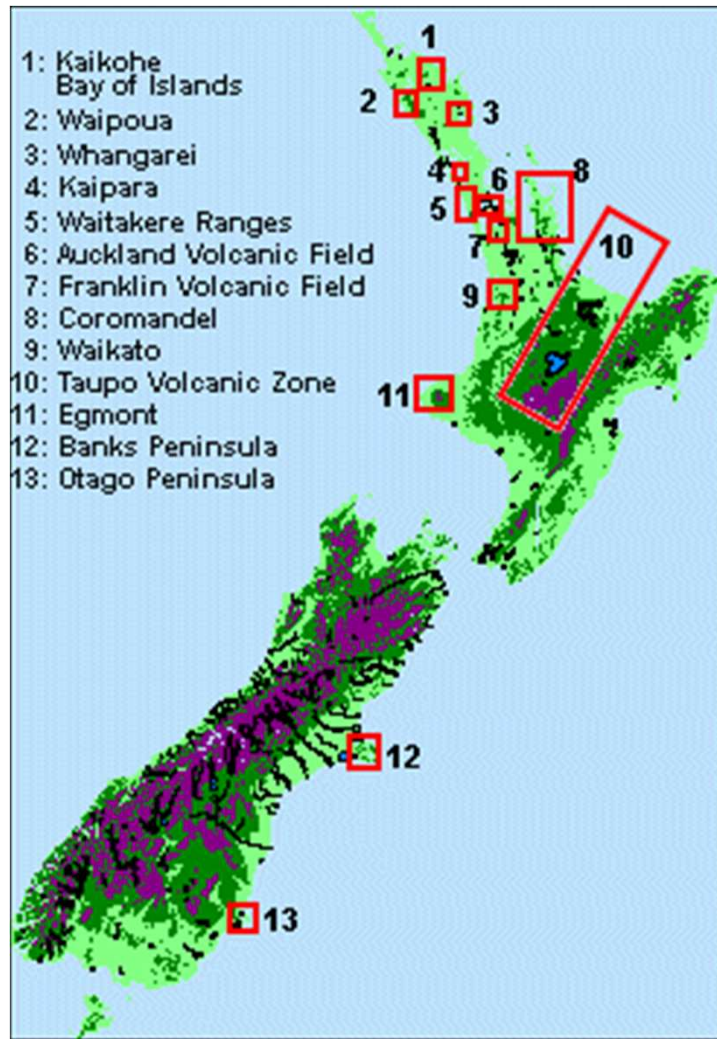 1: Kaikohe
Bay of Islands
2: Waipoua
3: Whangarei
4: Kaipara
5: Waitakere Ranges
6: Auckland Volcanic Field
7: Franklin Volcanic Field
8: Coromandel
9: Waikato
10: Taupo Volcanic Zone
11: Egmont
12: Banks Peninsula
13: Otago Peninsula
1
2
3
4
6
8
5
7
10
9
11
12
13